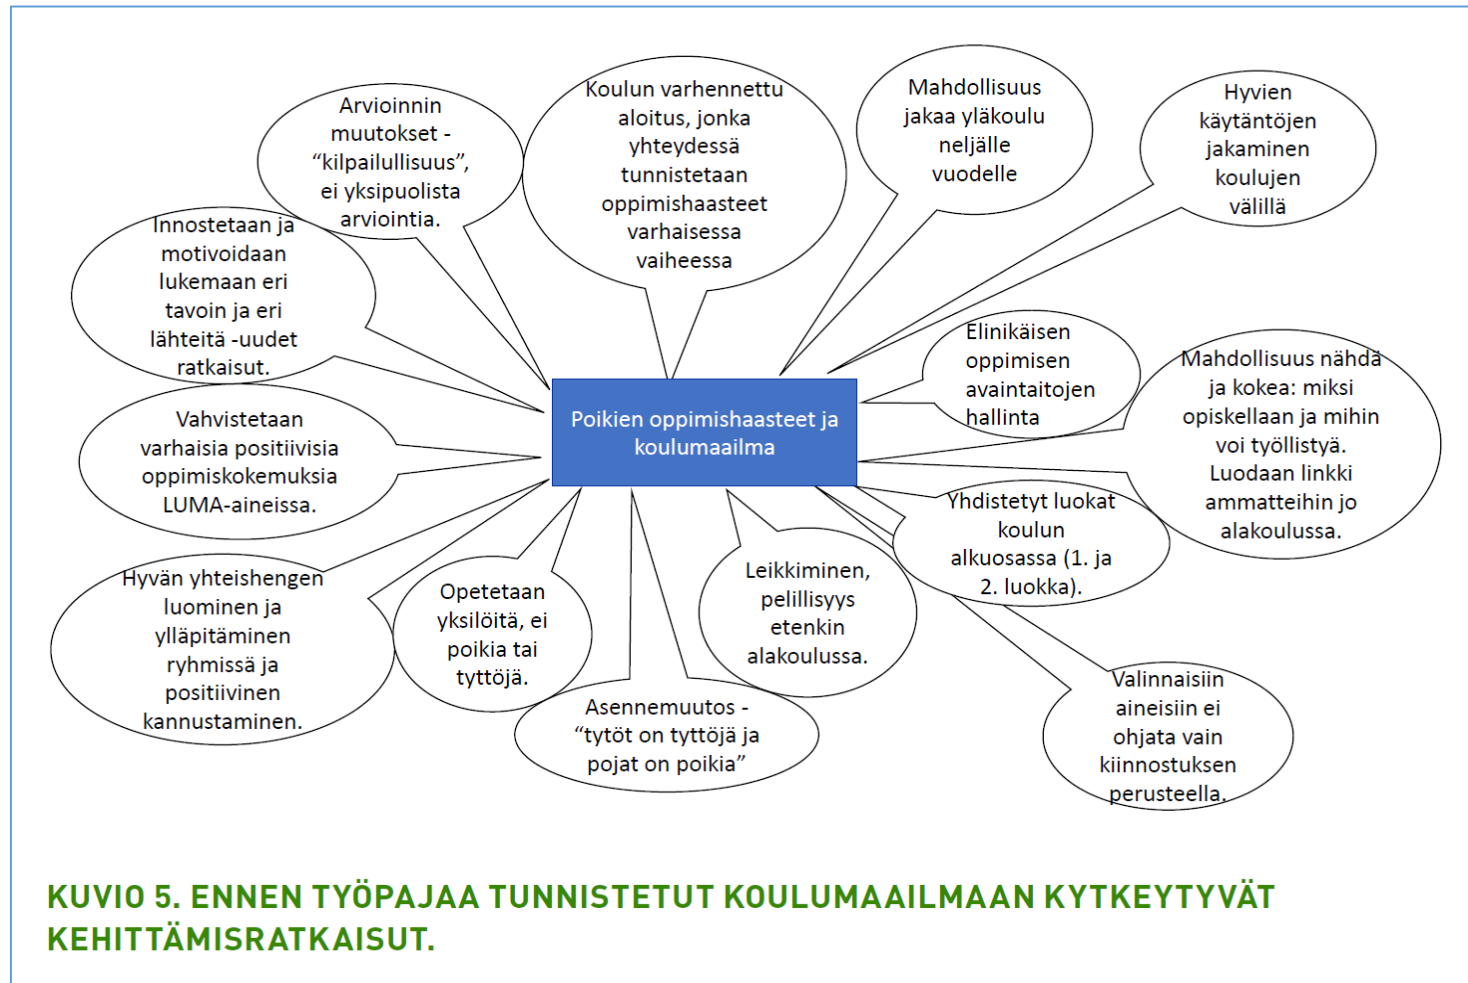 Arvioinnin
muutokset -
“kilpailullisuus”,
ei yksipuolista
arviointia.
Koulun varhennettu
aloitus, jonka
yhteydessä
tunnistetaan
oppimishaasteet
varhaisessa
vaiheessa
Mahdollisuus
jakaa yläkoulu
neljälle
vuodelle
Hyvien
käytäntöjen
jakaminen
koulujen
välillä
Innostetaan ja
motivoidaan
lukemaan eri
tavoin ja eri
lähteitä -uudet
ratkaisut.
Elinikäisen
oppimisen
avaintaitojen
hallinta
Mahdollisuus nähdä
ja kokea: miksi
opiskellaan ja mihin
voi työllistyä.
Luodaan linkki
ammatteihin jo
alakoulussa.
Poikien oppimishaasteet ja
koulumaailma
Vahvistetaan
varhaisia positiivisia
oppimiskokemuksia
LUMA-aineissa.
Yhdistetyt luokat
koulun
alkuosassa (1. ja
2. luokka).
Hyvän yhteishengen
luominen ja
ylläpitäminen
ryhmissä ja
positiivinen
kannustaminen.
Opetetaan
yksilöitä, ei
poikia tai
tyttöjä.
Leikkiminen,
pelillisyys
etenkin
alakoulussa.
Asennemuutos -
“tytöt on tyttöjä ja
pojat on poikia”
Valinnaisiin
aineisiin ei
ohjata vain
kiinnostuksen
perusteella.
KUVIO 5. ENNEN TYÖPAJAA TUNNISTETUT KOULUMAAILMAAN KYTKEYTYVÄT
KEHITTÄMISRATKAISUT.